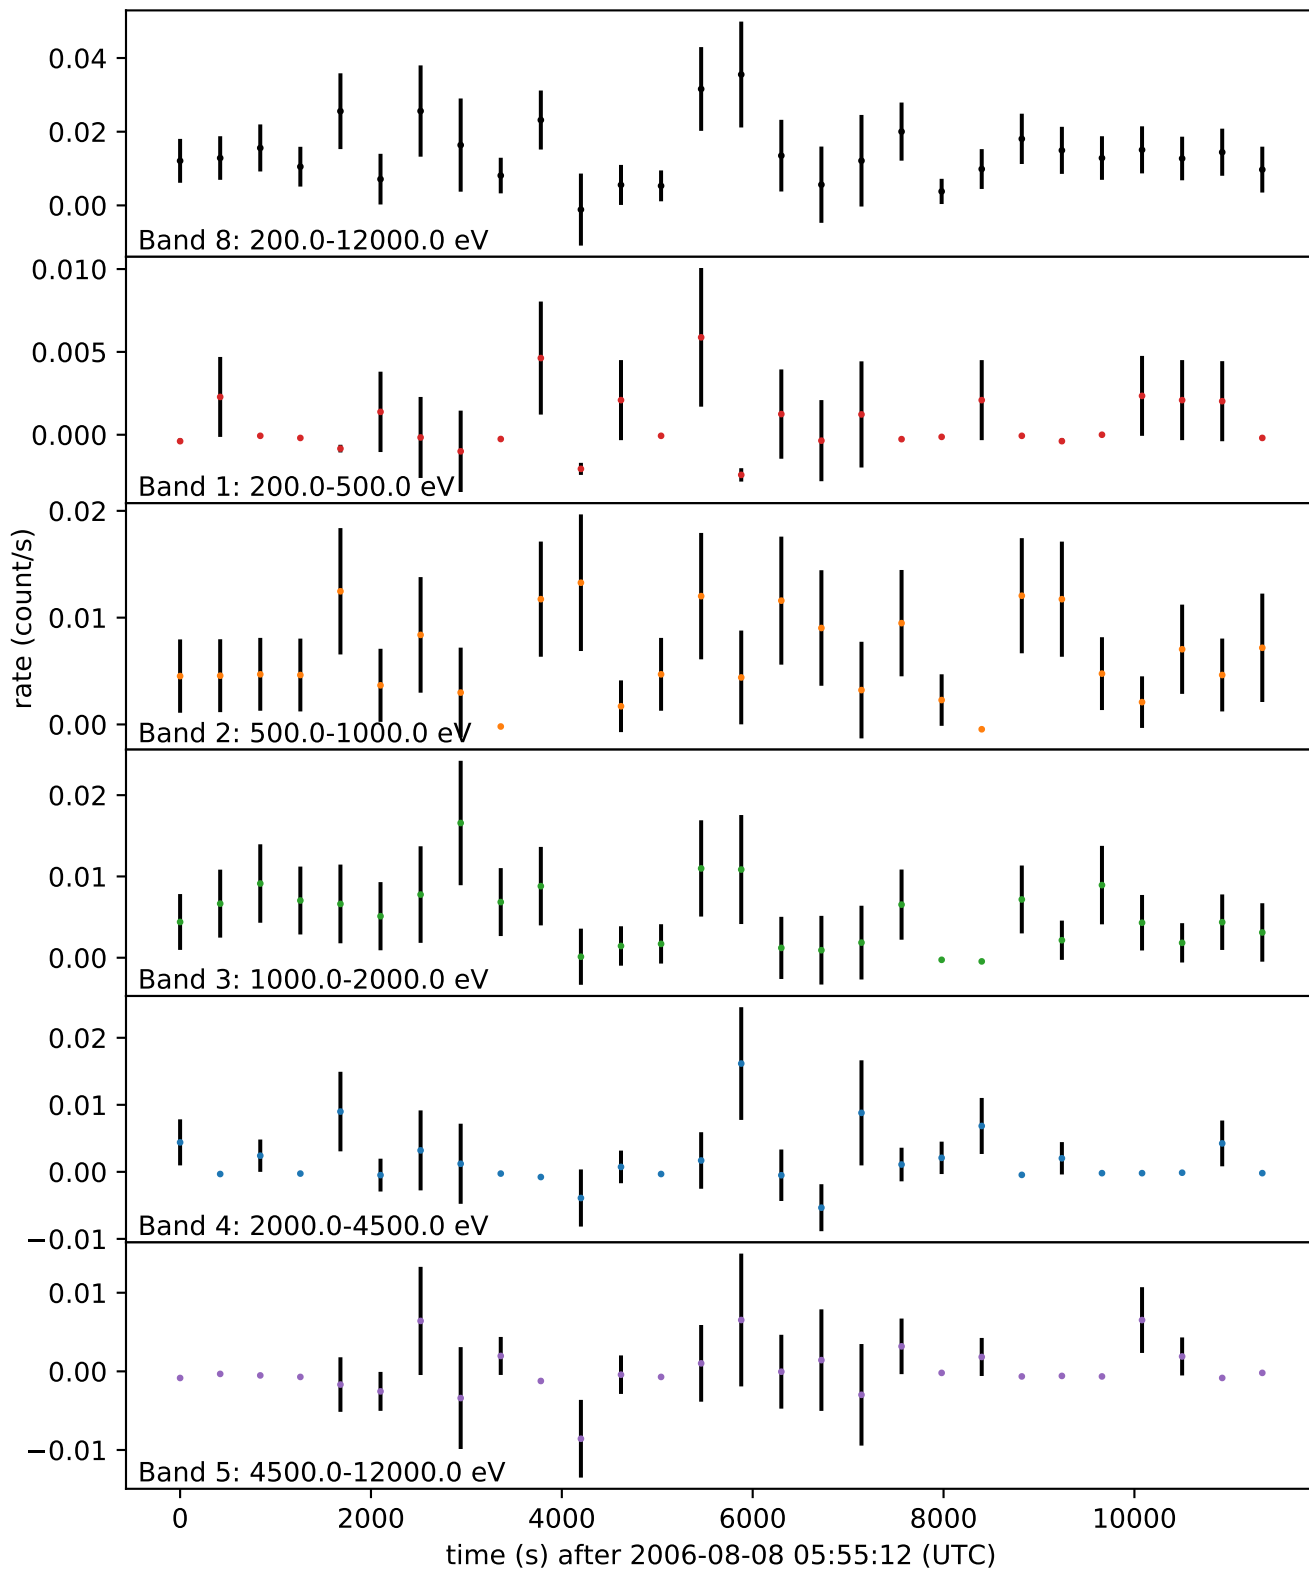 0.04
0.02
0.00
Band 8: 200.0-12000.0 eV
0.010
0.005
0.000
Band 1: 200.0-500.0 eV
0.02
0.01
0.00
Band 2: 500.0-1000.0 eV
rate (count/s)
0.02
0.01
0.00
Band 3: 1000.0-2000.0 eV
0.02
0.01
0.00
−0.01
Band 4: 2000.0-4500.0 eV
0.01
0.00
−0.01
Band 5: 4500.0-12000.0 eV
0 2000 4000 6000 8000 10000
time (s) after 2006-08-08 05:55:12 (UTC)